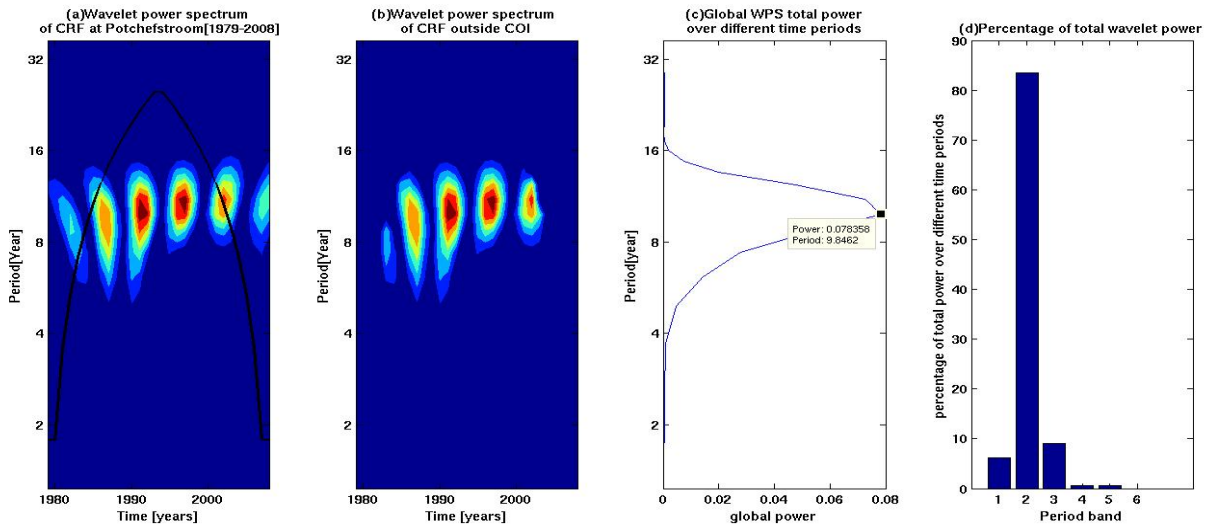 (a)Wavelet power spectrum
of CRF at Potchefstroom[1979-2008]
32
16
8
4
2
Period[Year]
1980 1990 2000
Time [years]
(b)Wavelet power spectrum
of CRF outside COI
32
16
8
4
2
Period[Year]
1980 1990 2000
Time [years]
(c)Global WPS total power
over different time periods
32
16
8
4
2
Period[year]
Power: 0.078358
Period: 9.8462
0 0.02 0.04 0.06 0.08
global power
(d)Percentage of total wavelet power
90
80
70
60
50
40
30
20
10
0
percentage of total power over different time periods
1 2 3 4 5 6
Period band